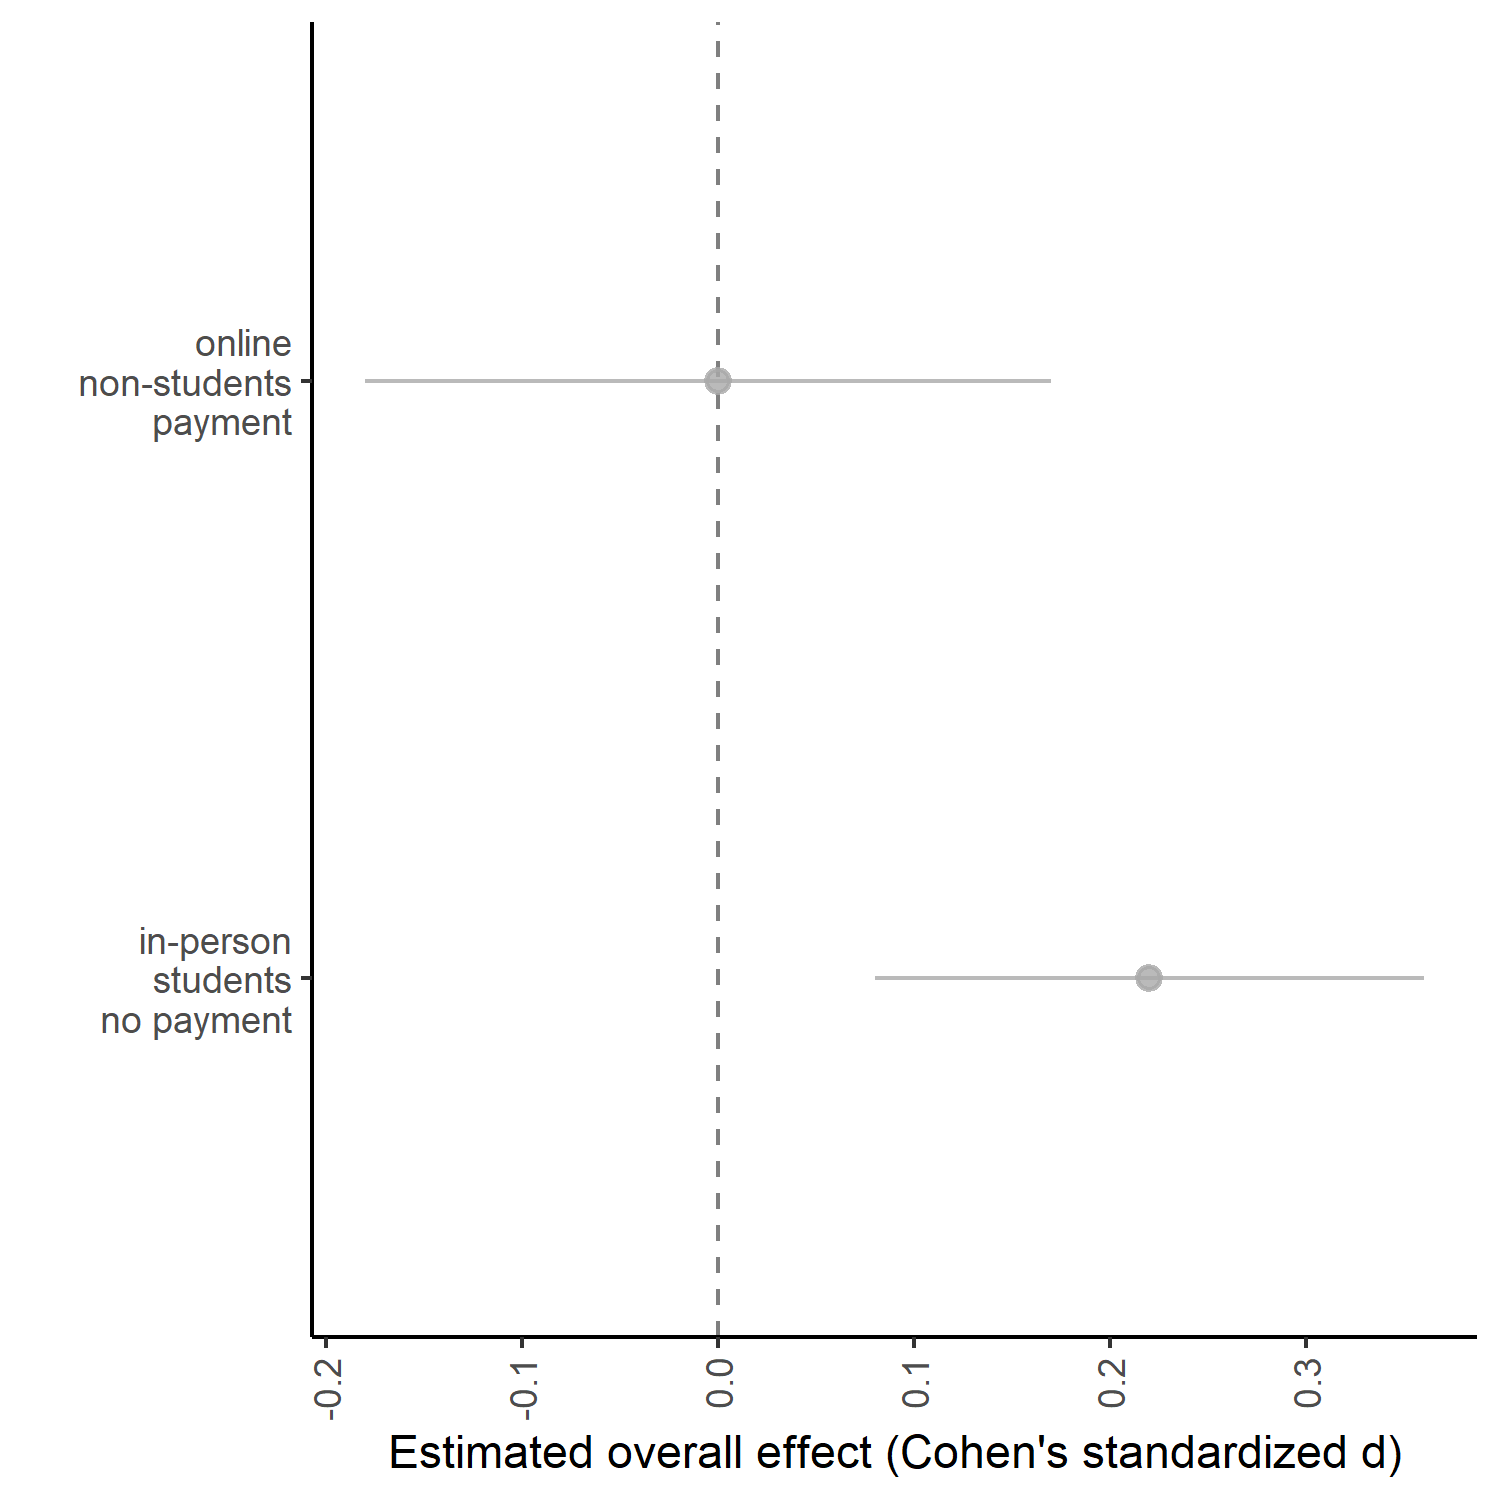 online
non-students
payment
in-person
students
no payment
-0.2
-0.1
0.0
0.1
0.2
0.3
Estimated overall effect (Cohen's standardized d)